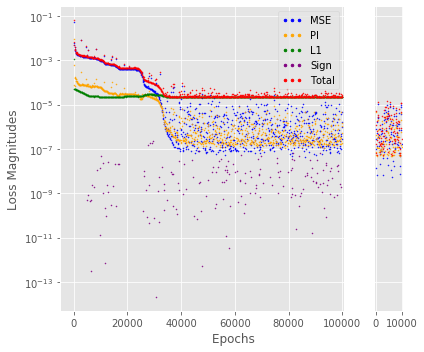 Loss Magnitudes
10⁻¹
10⁻³
10⁻⁵
10⁻⁷
10⁻⁹
10⁻¹¹
10⁻¹³
MSE
PI
L1
Sign
Total
0 20000 40000 60000 80000 100000 0 10000
Epochs